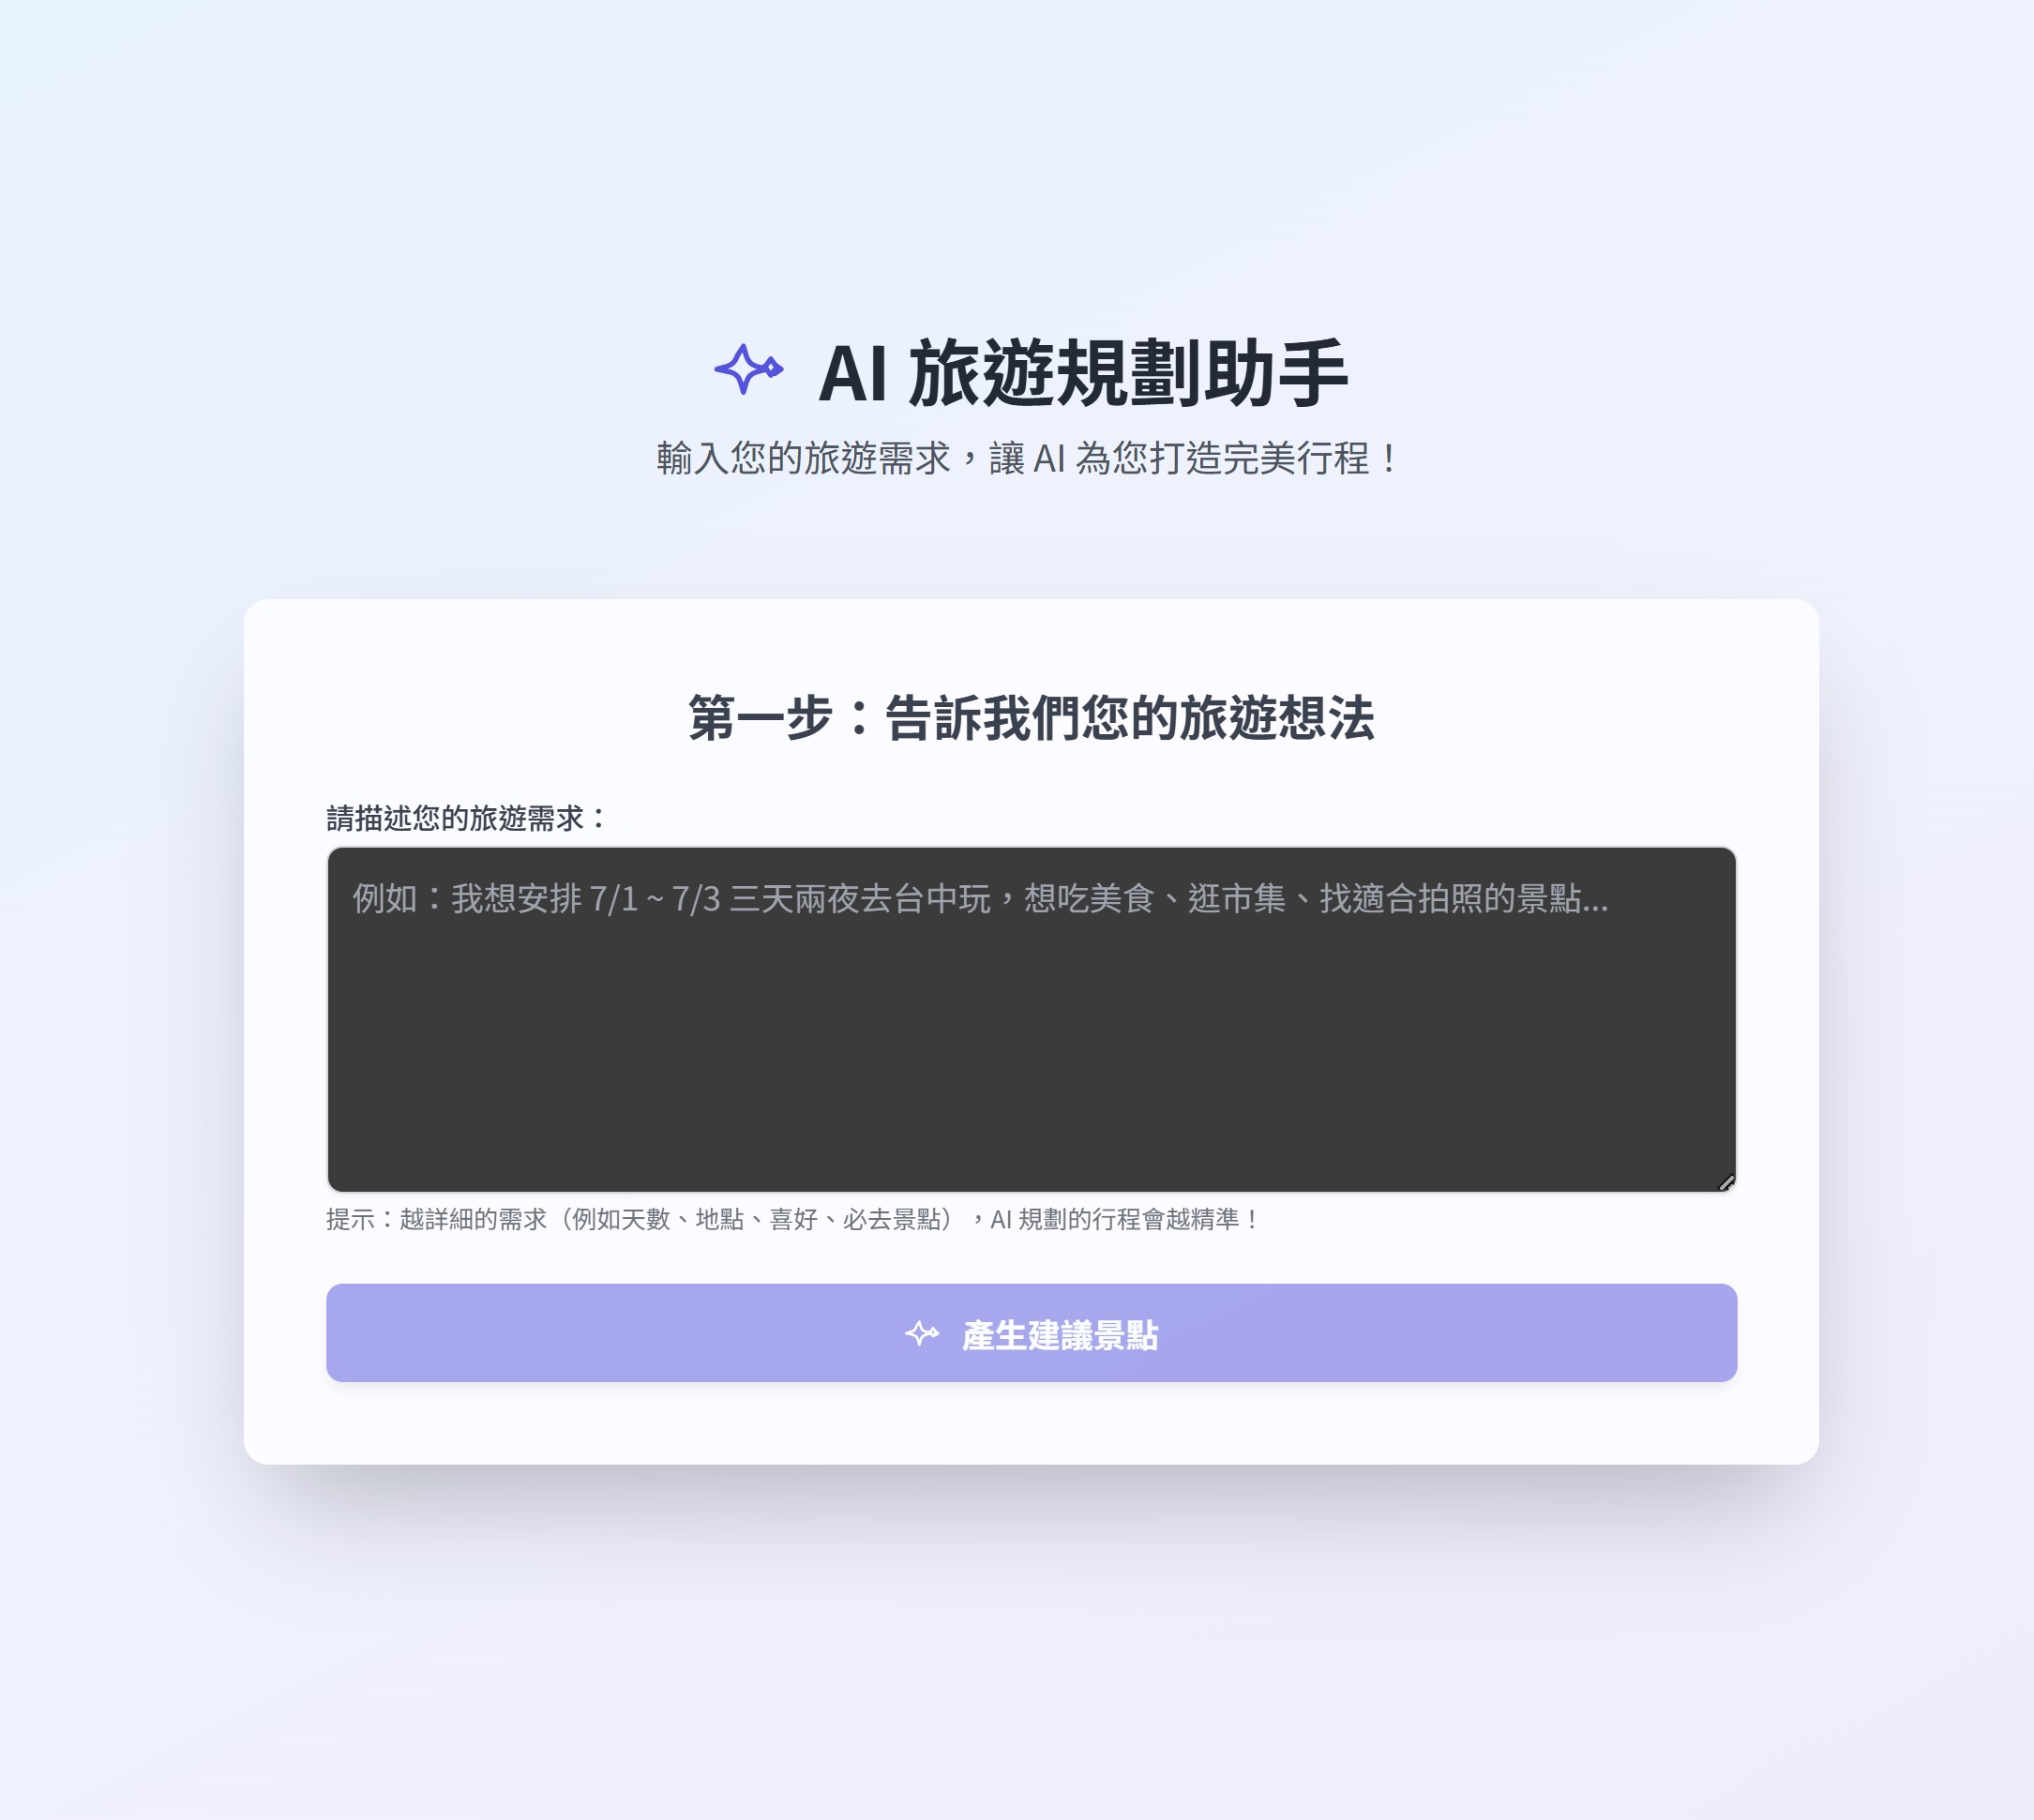 AI 旅遊規劃助手
輸入您的旅遊需求，讓 AI 為您打造完美行程！
第一步：告訴我們您的旅遊想法
請描述您的旅遊需求：
例如：我想安排 7/1 ~ 7/3 三天兩夜去台中玩，想吃美食、逛市集、找適合拍照的景點...
提示：越詳細的需求（例如天數、地點、喜好、必去景點），AI 規劃的行程會越精準！
產生建議景點